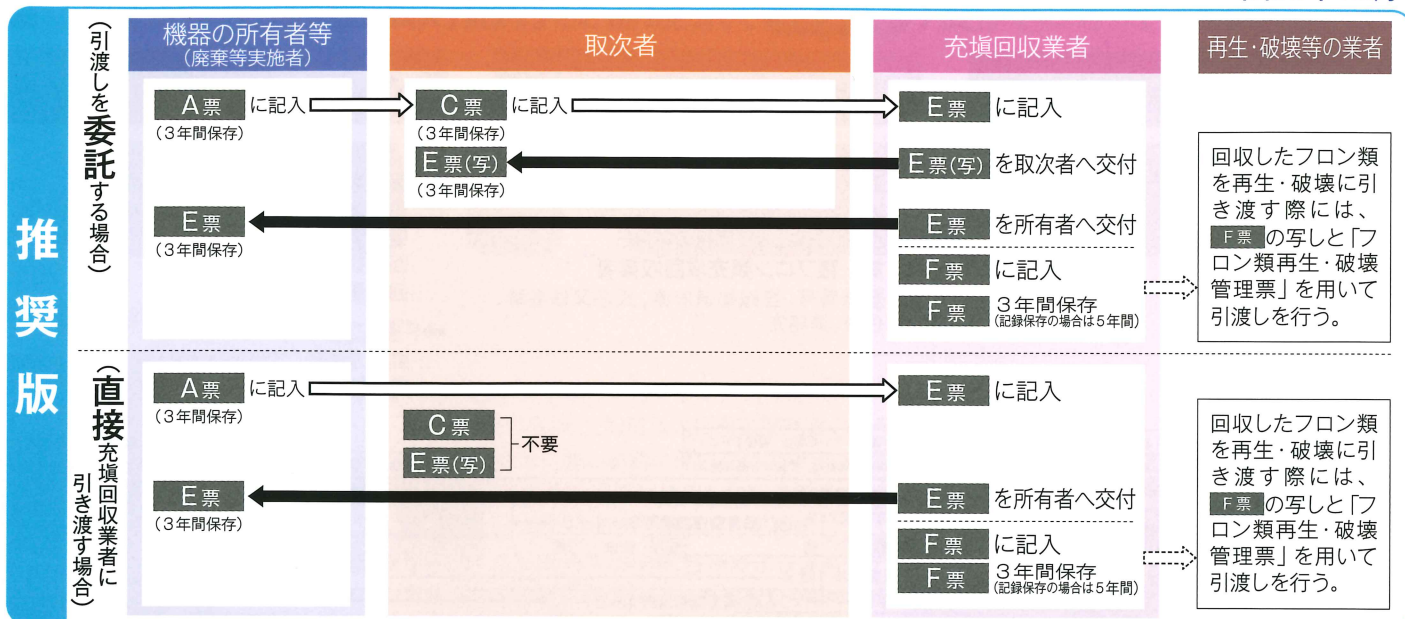 推奨版
(引渡しを委託する場合)
機器の所有者等
(廃棄等実施者)
取次者
充塡回収業者
再生・破壊等の業者
A票 に記入
(3年間保存)
C票 に記入
(3年間保存)
E票 に記入
E票(写)
(3年間保存)
E票(写) を取次者へ交付
E票
(3年間保存)
E票 を所有者へ交付
F票 に記入
F票 3年間保存
(記録保存の場合は5年間)
回収したフロン類
を再生・破壊に引
き渡す際には、
F票 の写しと「フ
ロン類再生・破壊
管理票」を用いて
引渡しを行う。
(直接充塡回収業者に
引き渡す場合)
A票 に記入
(3年間保存)
E票 に記入
C票
E票(写)
不要
E票
(3年間保存)
E票 を所有者へ交付
F票 に記入
F票 3年間保存
(記録保存の場合は5年間)
回収したフロン類
を再生・破壊に引
き渡す際には、
F票 の写しと「フ
ロン類再生・破壊
管理票」を用いて
引渡しを行う。